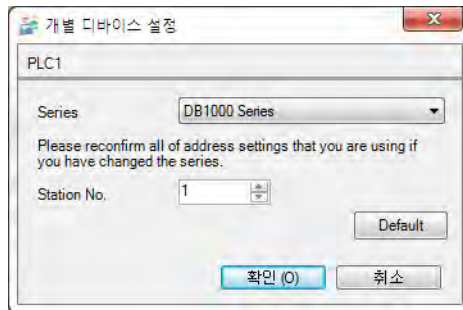 개별 디바이스 설정
PLC1
Series DB1000 Series
Please reconfirm all of address settings that you are using if
you have changed the series.
Station No. 1
Default
확인 (O) 취소